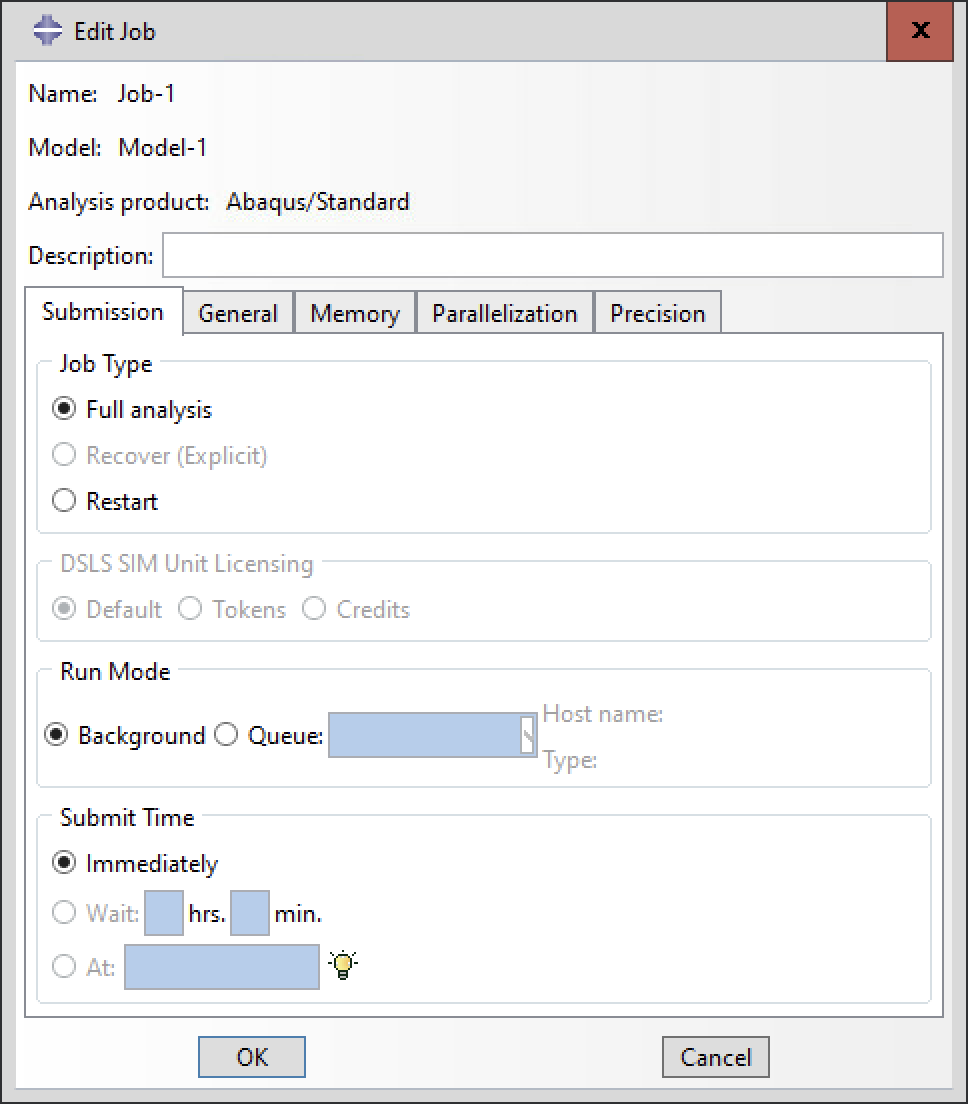 Edit Job
x
Name: Job-1
Model: Model-1
Analysis product: Abaqus/Standard
Description:
Submission General Memory Parallelization Precision
Job Type
Full analysis
Recover (Explicit)
Restart
DSLS SIM Unit Licensing
Default Tokens Credits
Run Mode
Host name:
Background Queue:
Type:
Submit Time
Immediately
Wait: hrs. min.
At:
OK Cancel